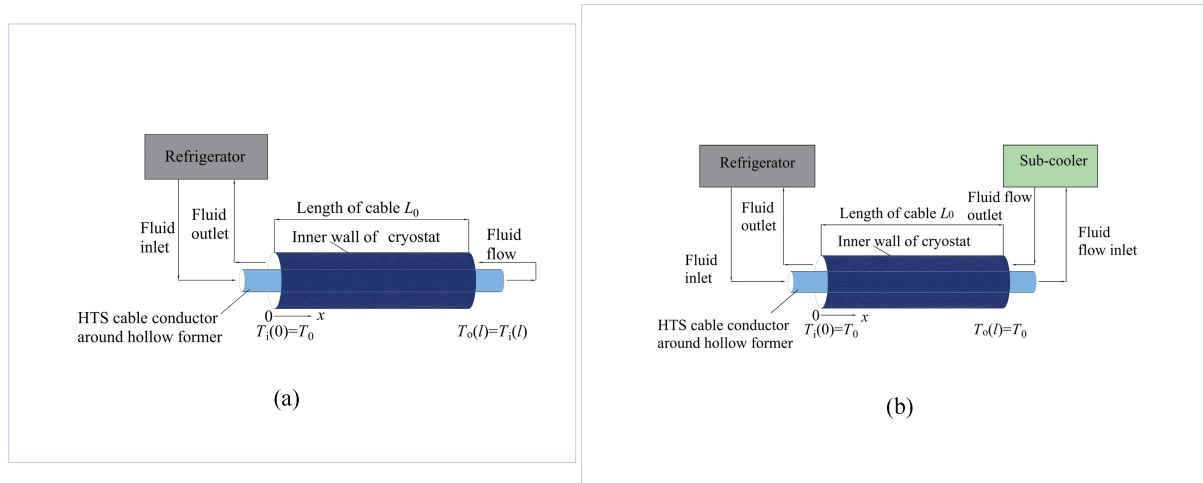 Refrigerator
Fluid
inlet
Fluid
outlet
Length of cable L₀
Inner wall of cryostat
Fluid
flow
HTS cable conductor
around hollow former
0
x
Tᵢ(0)=T₀
Tₒ(l)=Tᵢ(l)
(a)
Refrigerator
Sub-cooler
Fluid
outlet
Fluid flow
outlet
Length of cable L₀
Inner wall of cryostat
Fluid
inlet
Fluid
flow inlet
HTS cable conductor
around hollow former
0
x
Tᵢ(0)=T₀
Tₒ(l)=T₀
(b)